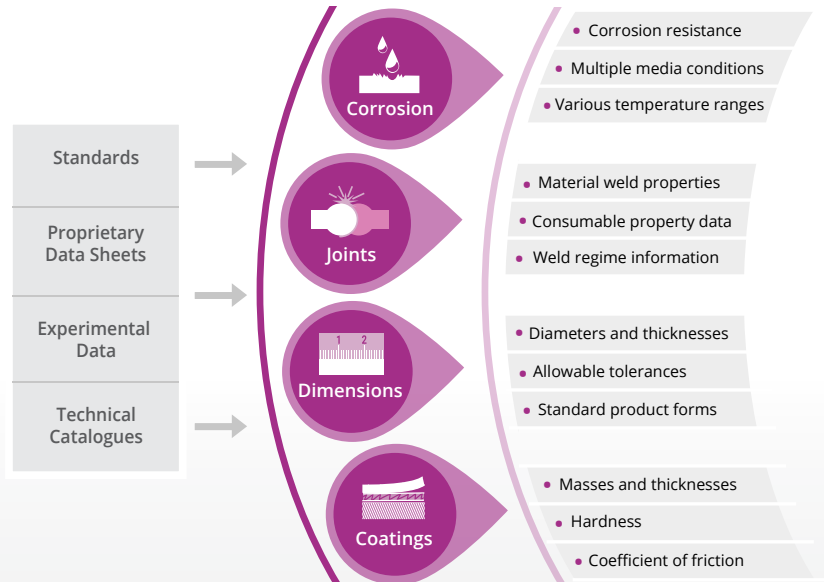 Standards
Proprietary
Data Sheets
Experimental
Data
Technical
Catalogues
Corrosion
• Corrosion resistance
• Multiple media conditions
• Various temperature ranges
Joints
• Material weld properties
• Consumable property data
• Weld regime information
1 2
Dimensions
• Diameters and thicknesses
• Allowable tolerances
• Standard product forms
Coatings
• Masses and thicknesses
• Hardness
• Coefficient of friction